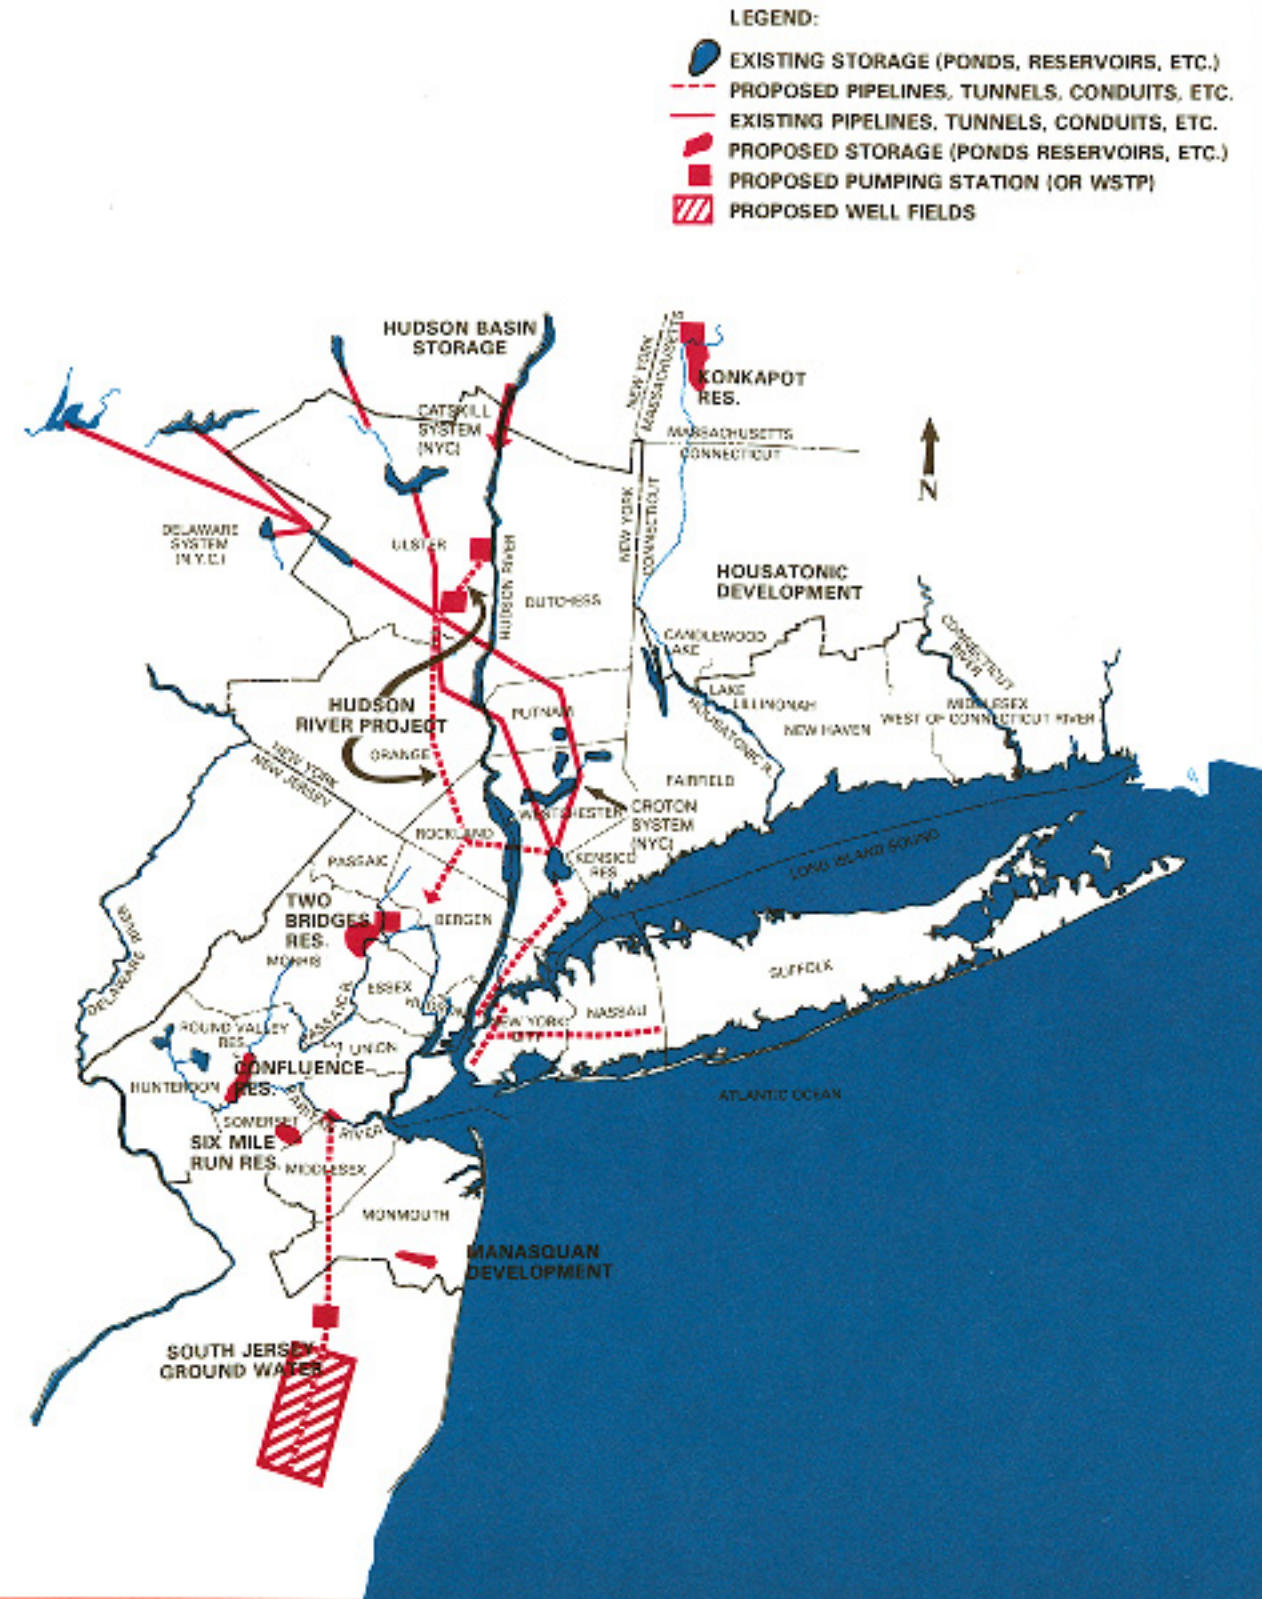 LEGEND:
EXISTING STORAGE (PONDS, RESERVOIRS, ETC.)
PROPOSED PIPELINES, TUNNELS, CONDUITS, ETC.
EXISTING PIPELINES, TUNNELS, CONDUITS, ETC.
PROPOSED STORAGE (PONDS RESERVOIRS, ETC.)
PROPOSED PUMPING STATION (OR WSTP)
PROPOSED WELL FIELDS
HUDSON BASIN
STORAGE
NEW YORK
MASSACHUSETTS
KONKAPOT
RES.
CATSKILL
SYSTEM
(NYC)
MASSACHUSETTS
CONNECTICUT
N
NEW YORK
CONNECTICUT
DELAWARE
SYSTEM
(N.Y.C.)
ULSTER
HUDSON RIVER
DUTCHESS
HOUSATONIC
DEVELOPMENT
CANDLEWOOD
LAKE
CONNECTICUT
RIVER
LAKE
LILLINONAH
HOUSATONIC R.
NEW HAVEN
MIDDLESEX
WEST OF CONNECTICUT RIVER
HUDSON
RIVER PROJECT
PUTNAM
ORANGE
NEW YORK
NEW JERSEY
FAIRFIELD
WESTCHESTER
CROTON
SYSTEM
(NYC)
ROCKLAND
KENSICO
RES
LONG ISLAND SOUND
PASSAIC
TWO
BRIDGES
RES.
BERGEN
MORRIS
DELAWARE RIVER
ESSEX
HUDSON
PASSAIC R.
SUFFOLK
NASSAU
NEW YORK
CITY
ROUND VALLEY
RES.
UNION
CONFLUENCE
RES.
HUNTERDON
ATLANTIC OCEAN
SOMERSET
RARITAN RIVER
SIX MILE
RUN RES.
MIDDLESEX
MONMOUTH
MANASQUAN
DEVELOPMENT
SOUTH JERSEY
GROUND WATER